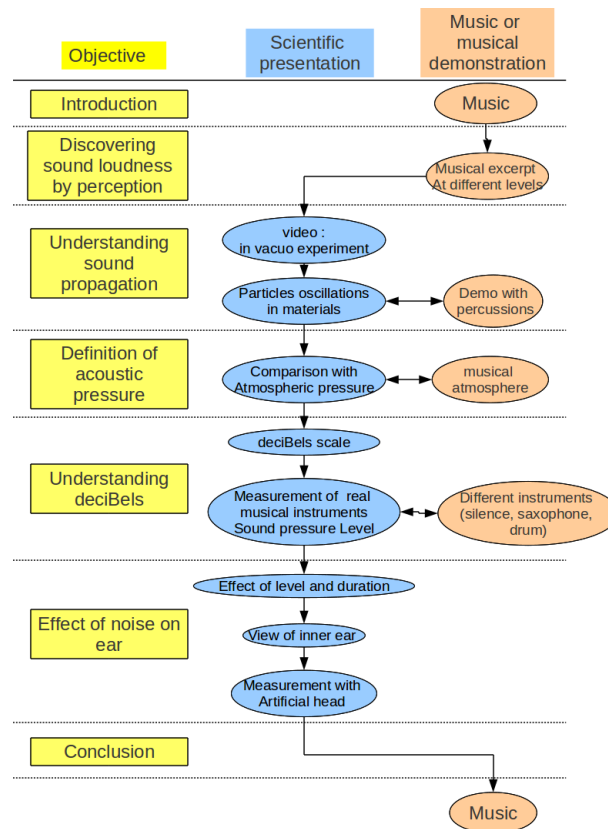 Objective
Scientific
presentation
Music or
musical
demonstration
Introduction
Music
Discovering
sound loudness
by perception
Musical excerpt
At different levels
Understanding
sound
propagation
video :
in vacuo experiment
Particles oscillations
in materials
Demo with
percussions
Definition of
acoustic
pressure
Comparison with
Atmospheric pressure
musical
atmosphere
Understanding
deciBels
deciBels scale
Measurement of real
musical instruments
Sound pressure Level
Different instruments
(silence, saxophone,
drum)
Effect of noise on
ear
Effect of level and duration
View of inner ear
Measurement with
Artificial head
Conclusion
Music